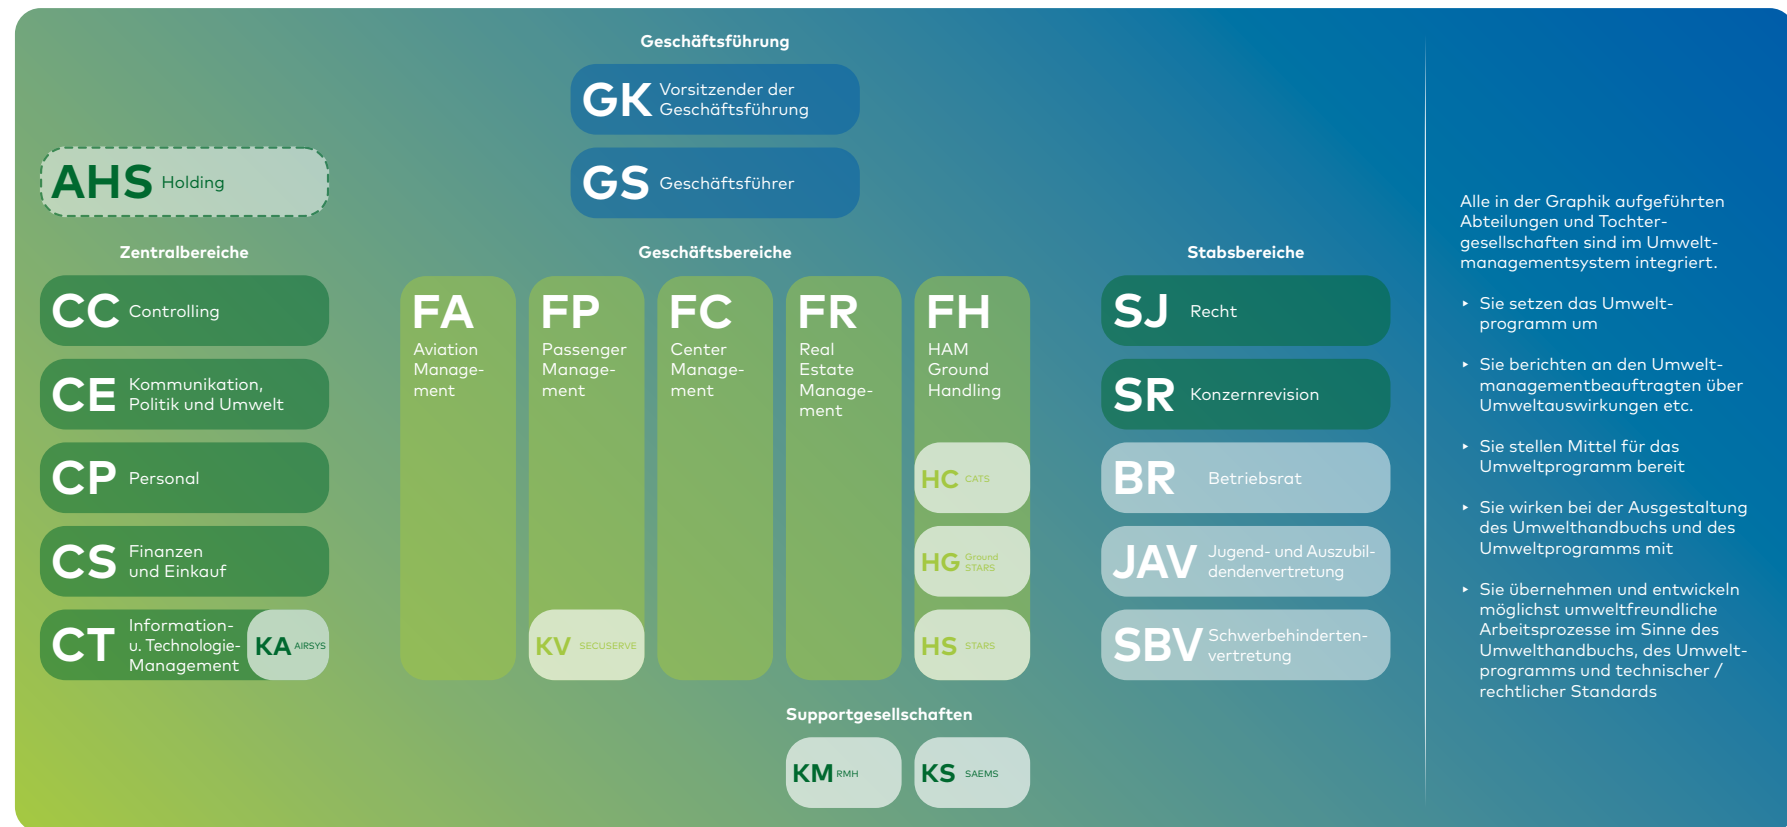 Geschäftsführung
GK Vorsitzender der
Geschäftsführung
GS Geschäftsführer
AHS Holding
Zentralbereiche
CC Controlling
CE Kommunikation,
Politik und Umwelt
CP Personal
CS Finanzen
und Einkauf
CT Information-
u. Technologie-
Management
KA AIRSYS
Geschäftsbereiche
FA
Aviation
Manage-
ment
FP
Passenger
Manage-
ment
KV SECUSERVE
FC
Center
Manage-
ment
FR
Real
Estate
Manage-
ment
FH
HAM
Ground
Handling
HC CATS
HG Ground
STARS
HS STARS
Stabsbereiche
SJ Recht
SR Konzernrevision
BR Betriebsrat
JAV Jugend- und Auszubil-
dendenvertretung
SBV Schwerbehinderten-
vertretung
Supportgesellschaften
KM RMH
KS SAEMS
Alle in der Graphik aufgeführten
Abteilungen und Tochter-
gesellschaften sind im Umwelt-
managementsystem integriert.
‣ Sie setzen das Umwelt-
programm um
‣ Sie berichten an den Umwelt-
managementbeauftragten über
Umweltauswirkungen etc.
‣ Sie stellen Mittel für das
Umweltprogramm bereit
‣ Sie wirken bei der Ausgestaltung
des Umwelthandbuchs und des
Umweltprogramms mit
‣ Sie übernehmen und entwickeln
möglichst umweltfreundliche
Arbeitsprozesse im Sinne des
Umwelthandbuchs, des Umwelt-
programms und technischer /
rechtlicher Standards